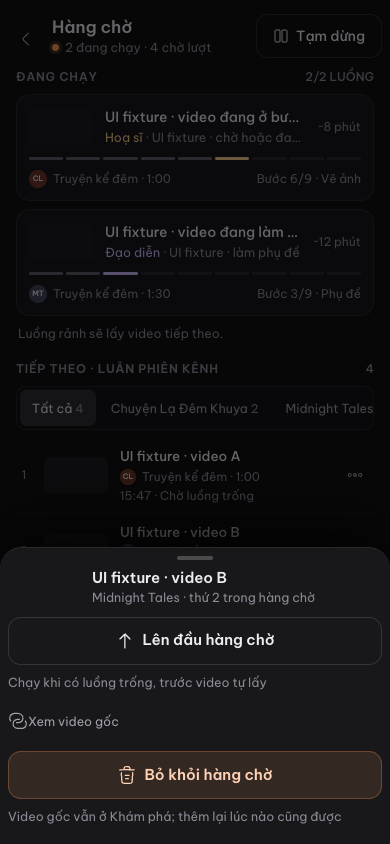 Hàng chờ
2 đang chạy · 4 chờ lượt
Tạm dừng
ĐANG CHẠY
2/2 LUỒNG
UI fixture · video đang ở bư...
~8 phút
Hoạ sĩ · UI fixture · chờ hoặc đa...
CL Truyện kể đêm · 1:00
Bước 6/9 · Vẽ ảnh
UI fixture · video đang làm ...
~12 phút
Đạo diễn · UI fixture · làm phụ đề
MT Truyện kể đêm · 1:30
Bước 3/9 · Phụ đề
Luồng rảnh sẽ lấy video tiếp theo.
TIẾP THEO · LUÂN PHIÊN KÊNH
4
Tất cả 4
Chuyện Lạ Đêm Khuya 2
Midnight Tales
1
UI fixture · video A
CL Truyện kể đêm · 1:00
15:47 · Chờ luồng trống
UI fixture · video B
UI fixture · video B
Midnight Tales · thứ 2 trong hàng chờ
Lên đầu hàng chờ
Chạy khi có luồng trống, trước video tự lấy
Xem video gốc
Bỏ khỏi hàng chờ
Video gốc vẫn ở Khám phá; thêm lại lúc nào cũng được